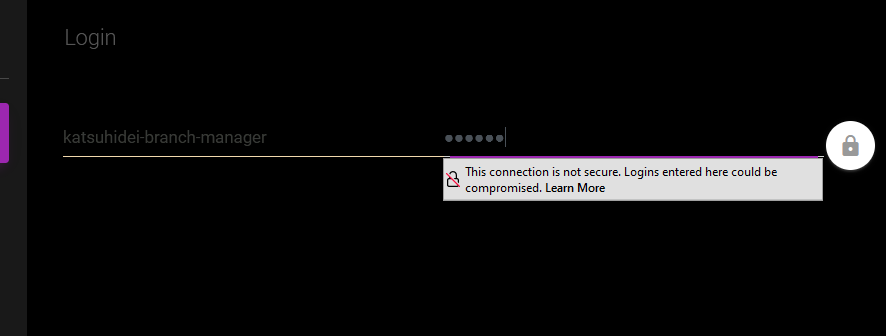 Login
katsuhidei-branch-manager ●●●●●●
This connection is not secure. Logins entered here could be
compromised. Learn More